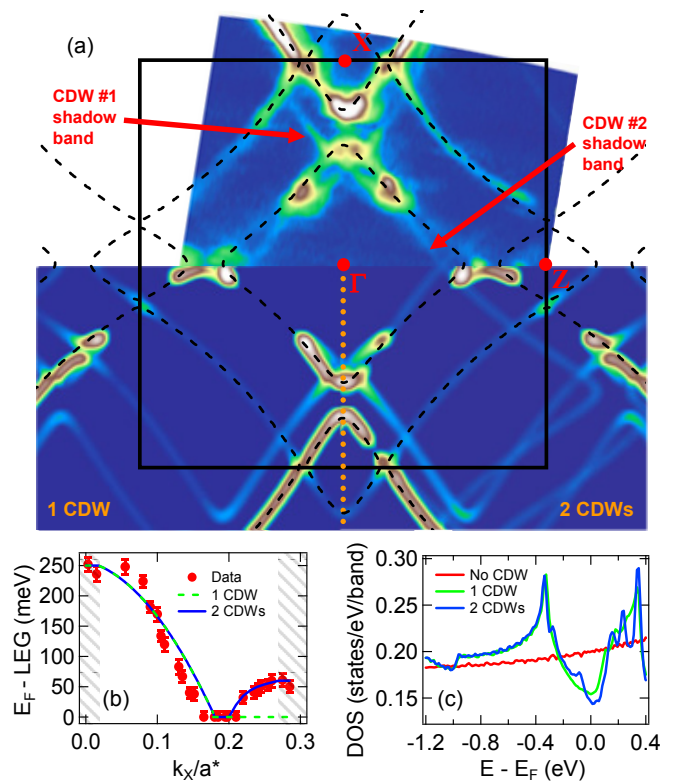 (a)
X
CDW #1
shadow
band
CDW #2
shadow
band
Γ
Z
1 CDW
2 CDWs
E_F - LEG (meV)
250
200
150
100
50
0
Data
1 CDW
2 CDWs
(b)
0.0
0.1
0.2
0.3
k_X/a*
DOS (states/eV/band)
0.30
0.25
0.20
0.15
No CDW
1 CDW
2 CDWs
(c)
-1.2
-0.8
-0.4
0.0
0.4
E - E_F (eV)